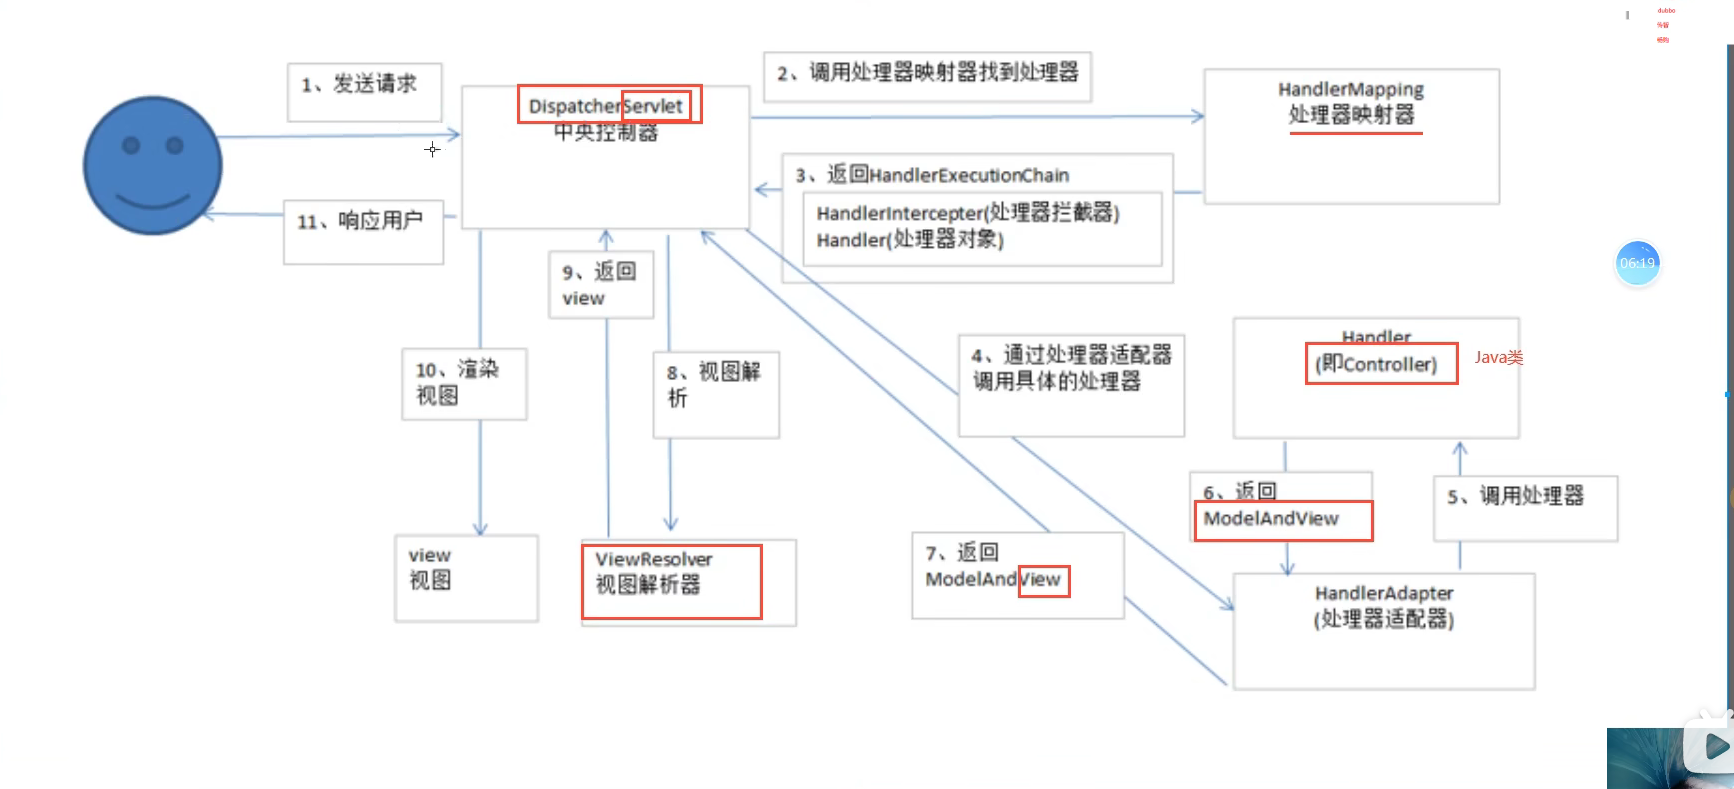 dubbo
传智
畅购
1、发送请求
DispatcherServlet
中央控制器
2、调用处理器映射器找到处理器
HandlerMapping
处理器映射器
3、返回HandlerExecutionChain
HandlerIntercepter(处理器拦截器)
Handler(处理器对象)
11、响应用户
06:19
9、返回
view
10、渲染
视图
8、视图解
析
4、通过处理器适配器
调用具体的处理器
Handler
(即Controller)
Java类
6、返回
ModelAndView
5、调用处理器
view
视图
ViewResolver
视图解析器
7、返回
ModelAndView
HandlerAdapter
(处理器适配器)